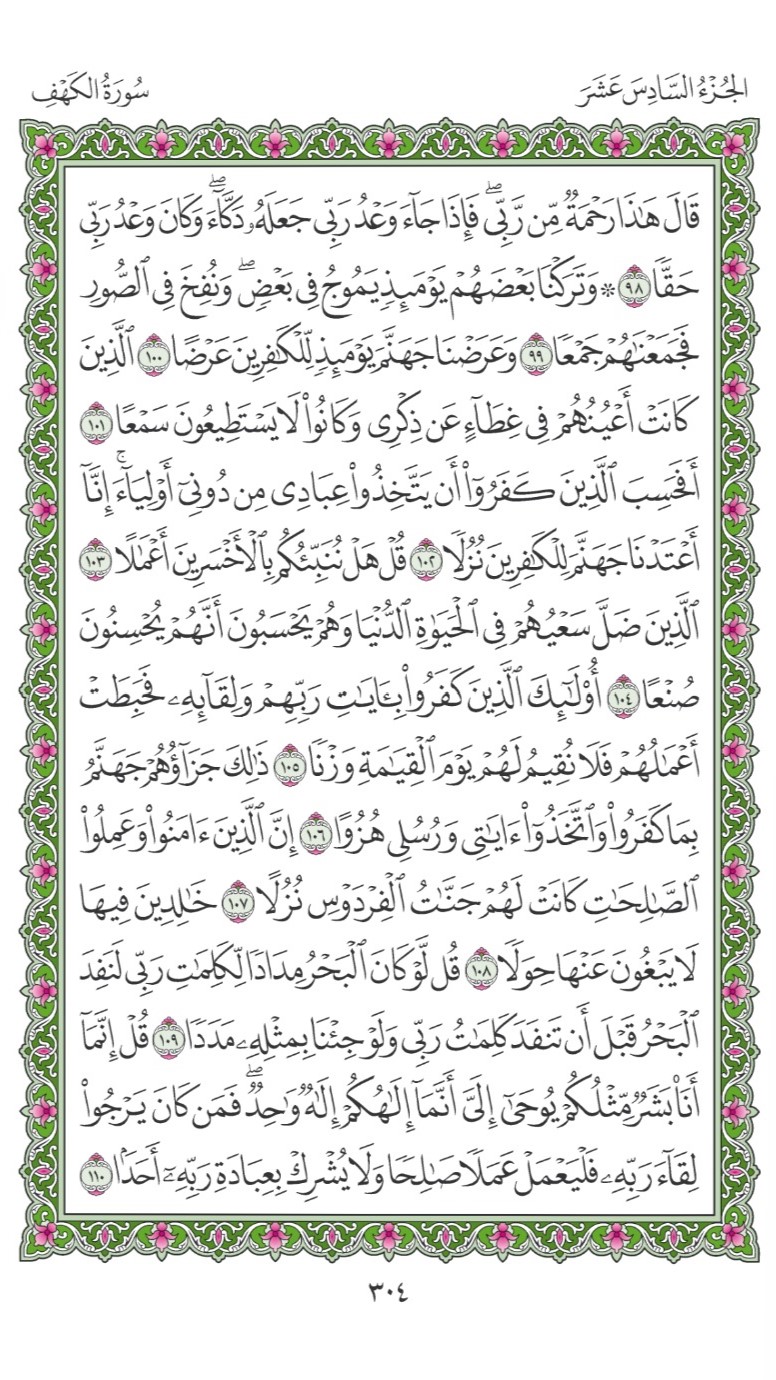 الجُزْءُ السَّادِسَ عَشَرَ
سُورَةُ الكَهْفِ
قَالَ هَٰذَا رَحۡمَةٞ مِّن رَّبِّيۖ فَإِذَا جَآءَ وَعۡدُ رَبِّي جَعَلَهُۥ دَكَّآءَۖ وَكَانَ وَعۡدُ رَبِّي
حَقّٗا ٩٨ ۞ وَتَرَكۡنَا بَعۡضَهُمۡ يَوۡمَئِذٖ يَمُوجُ فِي بَعۡضٖۖ وَنُفِخَ فِي ٱلصُّورِ
فَجَمَعۡنَٰهُمۡ جَمۡعٗا ٩٩ وَعَرَضۡنَا جَهَنَّمَ يَوۡمَئِذٖ لِّلۡكَٰفِرِينَ عَرۡضًا ١٠٠ ٱلَّذِينَ
كَانَتۡ أَعۡيُنُهُمۡ فِي غِطَآءٍ عَن ذِكۡرِي وَكَانُواْ لَا يَسۡتَطِيعُونَ سَمۡعًا ١٠١
أَفَحَسِبَ ٱلَّذِينَ كَفَرُوٓاْ أَن يَتَّخِذُواْ عِبَادِي مِن دُونِيٓ أَوۡلِيَآءَۚ إِنَّآ
أَعۡتَدۡنَا جَهَنَّمَ لِلۡكَٰفِرِينَ نُزُلٗا ١٠٢ قُلۡ هَلۡ نُنَبِّئُكُم بِٱلۡأَخۡسَرِينَ أَعۡمَٰلًا ١٠٣
ٱلَّذِينَ ضَلَّ سَعۡيُهُمۡ فِي ٱلۡحَيَوٰةِ ٱلدُّنۡيَا وَهُمۡ يَحۡسَبُونَ أَنَّهُمۡ يُحۡسِنُونَ
صُنۡعًا ١٠٤ أُوْلَٰٓئِكَ ٱلَّذِينَ كَفَرُواْ بِـَٔايَٰتِ رَبِّهِمۡ وَلِقَآئِهِۦ فَحَبِطَتۡ
أَعۡمَٰلُهُمۡ فَلَا نُقِيمُ لَهُمۡ يَوۡمَ ٱلۡقِيَٰمَةِ وَزۡنٗا ١٠٥ ذَٰلِكَ جَزَآؤُهُمۡ جَهَنَّمُ
بِمَا كَفَرُواْ وَٱتَّخَذُوٓاْ ءَايَٰتِي وَرُسُلِي هُزُوًا ١٠٦ إِنَّ ٱلَّذِينَ ءَامَنُواْ وَعَمِلُواْ
ٱلصَّٰلِحَٰتِ كَانَتۡ لَهُمۡ جَنَّٰتُ ٱلۡفِرۡدَوۡسِ نُزُلًا ١٠٧ خَٰلِدِينَ فِيهَا
لَا يَبۡغُونَ عَنۡهَا حِوَلٗا ١٠٨ قُل لَّوۡ كَانَ ٱلۡبَحۡرُ مِدَادٗا لِّكَلِمَٰتِ رَبِّي لَنَفِدَ
ٱلۡبَحۡرُ قَبۡلَ أَن تَنفَدَ كَلِمَٰتُ رَبِّي وَلَوۡ جِئۡنَا بِمِثۡلِهِۦ مَدَدٗا ١٠٩ قُلۡ إِنَّمَآ
أَنَا۠ بَشَرٞ مِّثۡلُكُمۡ يُوحَىٰٓ إِلَيَّ أَنَّمَآ إِلَٰهُكُمۡ إِلَٰهٞ وَٰحِدٞۖ فَمَن كَانَ يَرۡجُواْ
لِقَآءَ رَبِّهِۦ فَلۡيَعۡمَلۡ عَمَلٗا صَٰلِحٗا وَلَا يُشۡرِكۡ بِعِبَادَةِ رَبِّهِۦٓ أَحَدَۢا ١١٠
٣٠٤